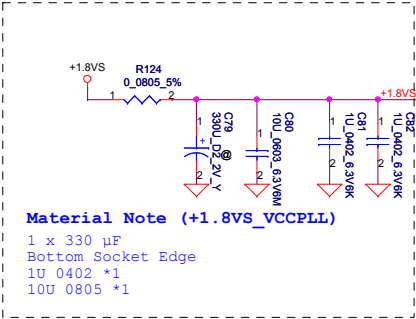 +1.8VS
R124
0_0805_5%
1 2
+1.8VS
C79
330U_D2_2V_Y
1
2
+
@
C80
10U_0603_6.3V6M
1
2
C81
1U_0402_6.3V6K
1
2
C82
1U_0402_6.3V6K
1
2
Material Note (+1.8VS_VCCPLL)
1 x 330 µF
Bottom Socket Edge
1U 0402 *1
10U 0805 *1